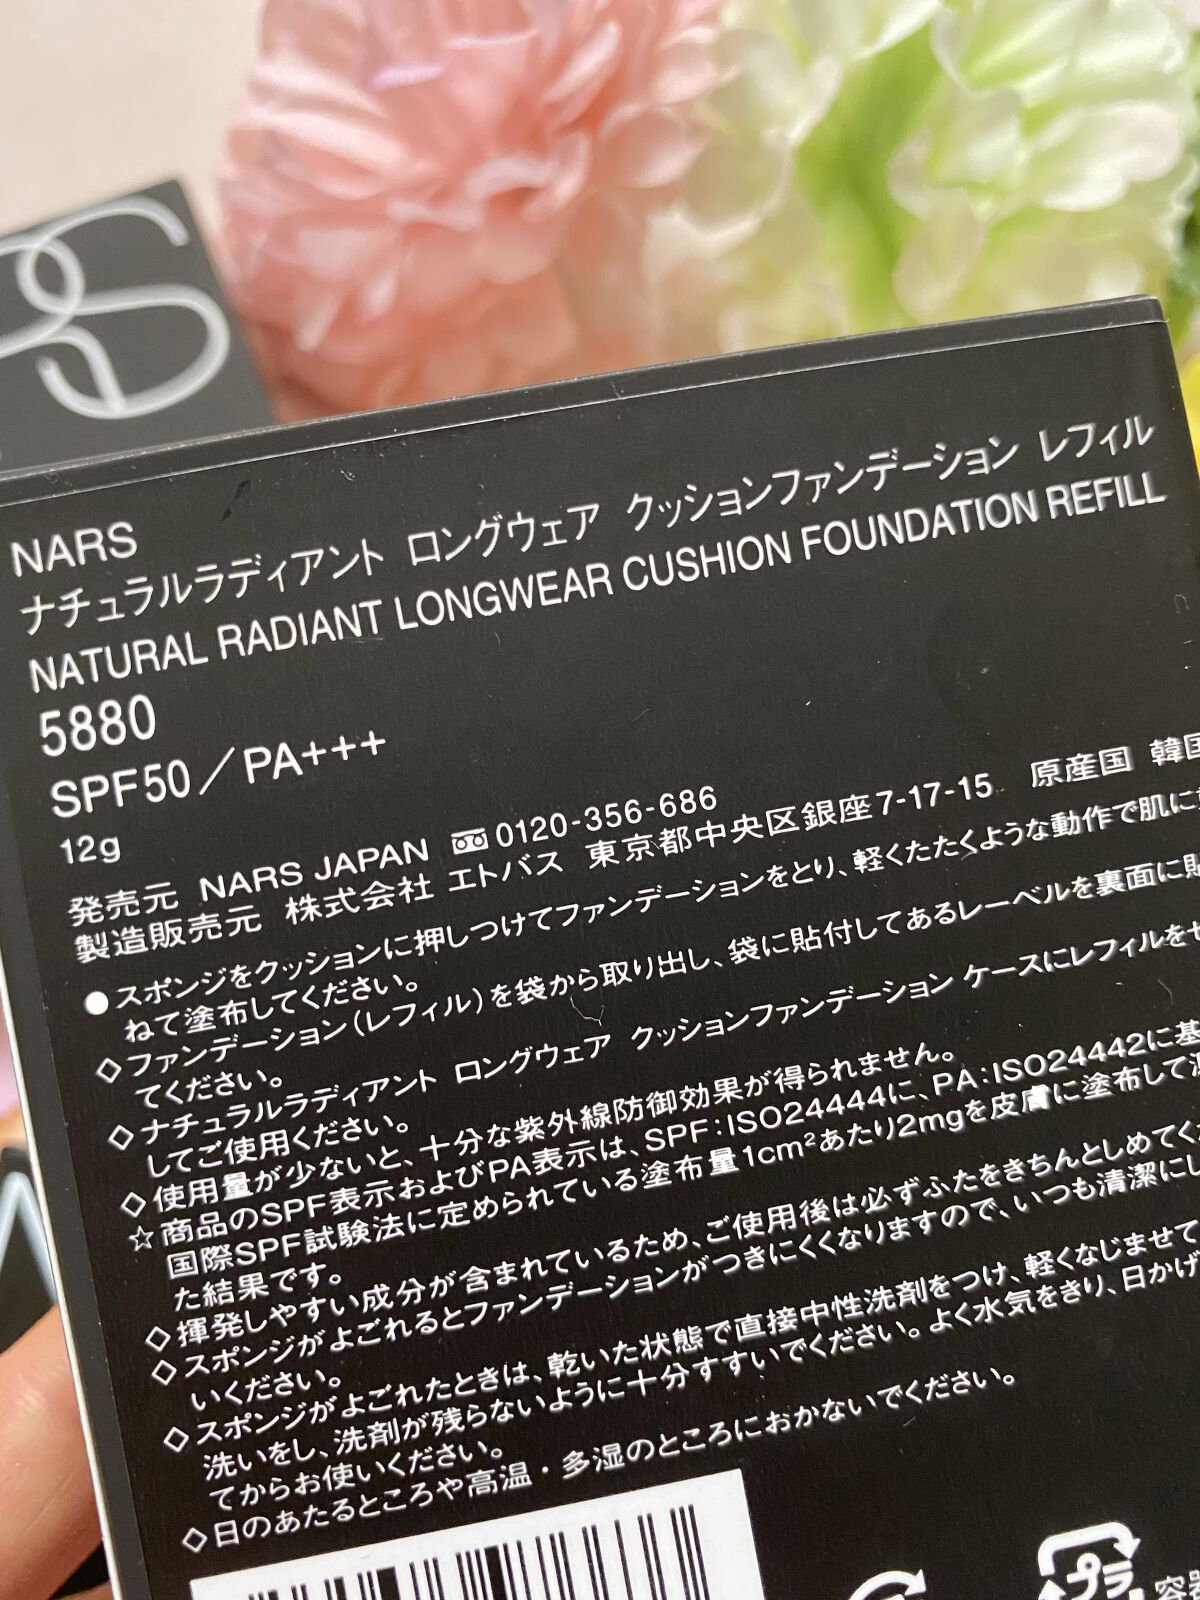 RS
NARS
ナチュラルラディアント ロングウェア クッションファンデーション レフィル
NATURAL RADIANT LONGWEAR CUSHION FOUNDATION REFILL
5880
SPF50／PA+++
12g
発売元 NARS JAPAN 0120-356-686
製造販売元 株式会社 エトバス 東京都中央区銀座7-17-15 原産国 韓国
●スポンジをクッションに押しつけてファンデーションをとり、軽くたたくような動作で肌に
ねて塗布してください。
◇ファンデーション(レフィル)を袋から取り出し、袋に貼付してあるレーベルを裏面に貼
てください。
◇ナチュラルラディアント ロングウェア クッションファンデーション ケースにレフィルをセ
してご使用ください。
◇使用量が少ないと、十分な紫外線防御効果が得られません。
☆商品のSPF表示およびPA表示は、SPF:ISO24444に、PA:ISO24442に基
国際SPF試験法に定められている塗布量1cm²あたり2mgを皮膚に塗布して
た結果です。
◇揮発しやすい成分が含まれているため、ご使用後は必ずふたをきちんとしめてくだ
◇スポンジがよごれるとファンデーションがつきにくくなりますので、いつも清潔にし
いください。
◇スポンジがよごれたときは、乾いた状態で直接中性洗剤をつけ、軽くなじませて
洗いをし、洗剤が残らないように十分すすいでください。よく水気をきり、日かげ
てからお使いください。
◇日のあたるところや高温・多湿のところにおかないでください。
プラ
容